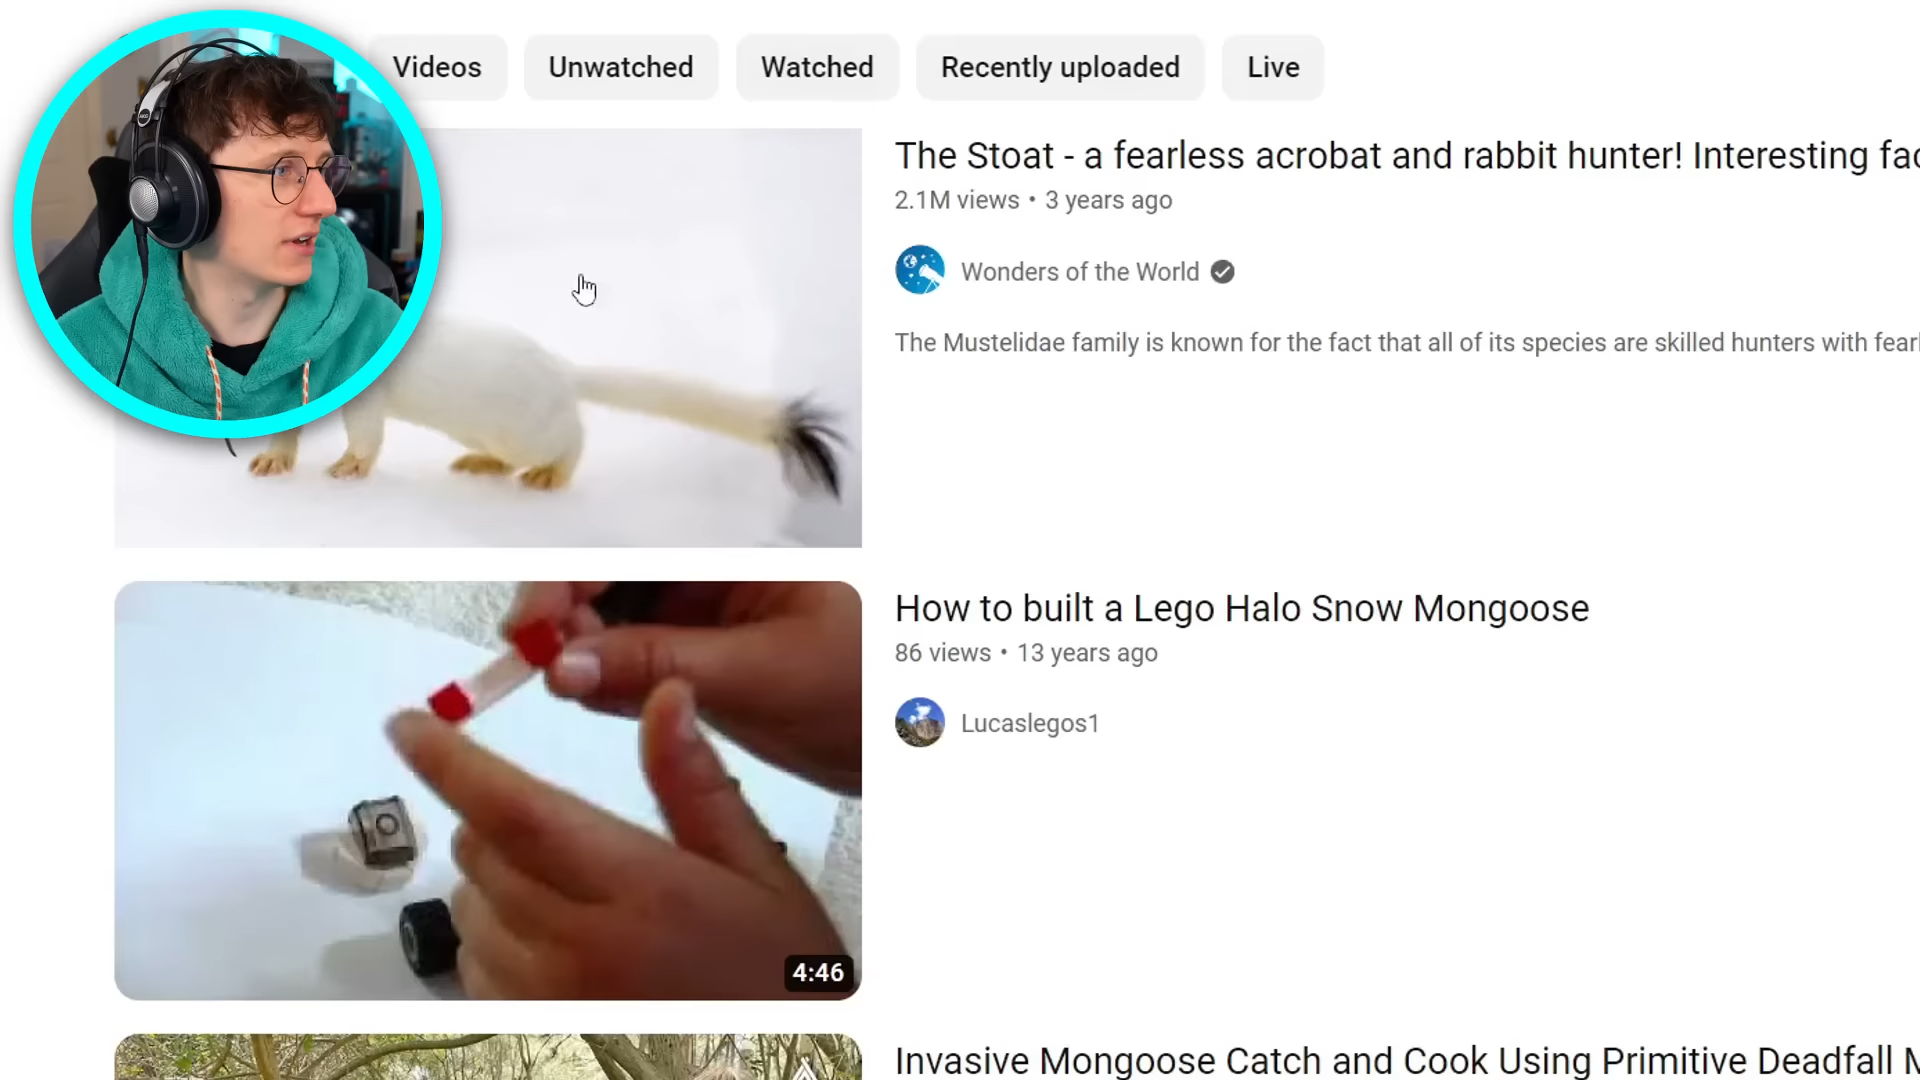 Videos
Unwatched
Watched
Recently uploaded
Live
The Stoat - a fearless acrobat and rabbit hunter! Interesting
2.1M views • 3 years ago
Wonders of the World
The Mustelidae family is known for the fact that all of its species are skilled hunters with
How to built a Lego Halo Snow Mongoose
86 views • 13 years ago
Lucaslegos1
4:46
Invasive Mongoose Catch and Cook Using Primitive Deadfall